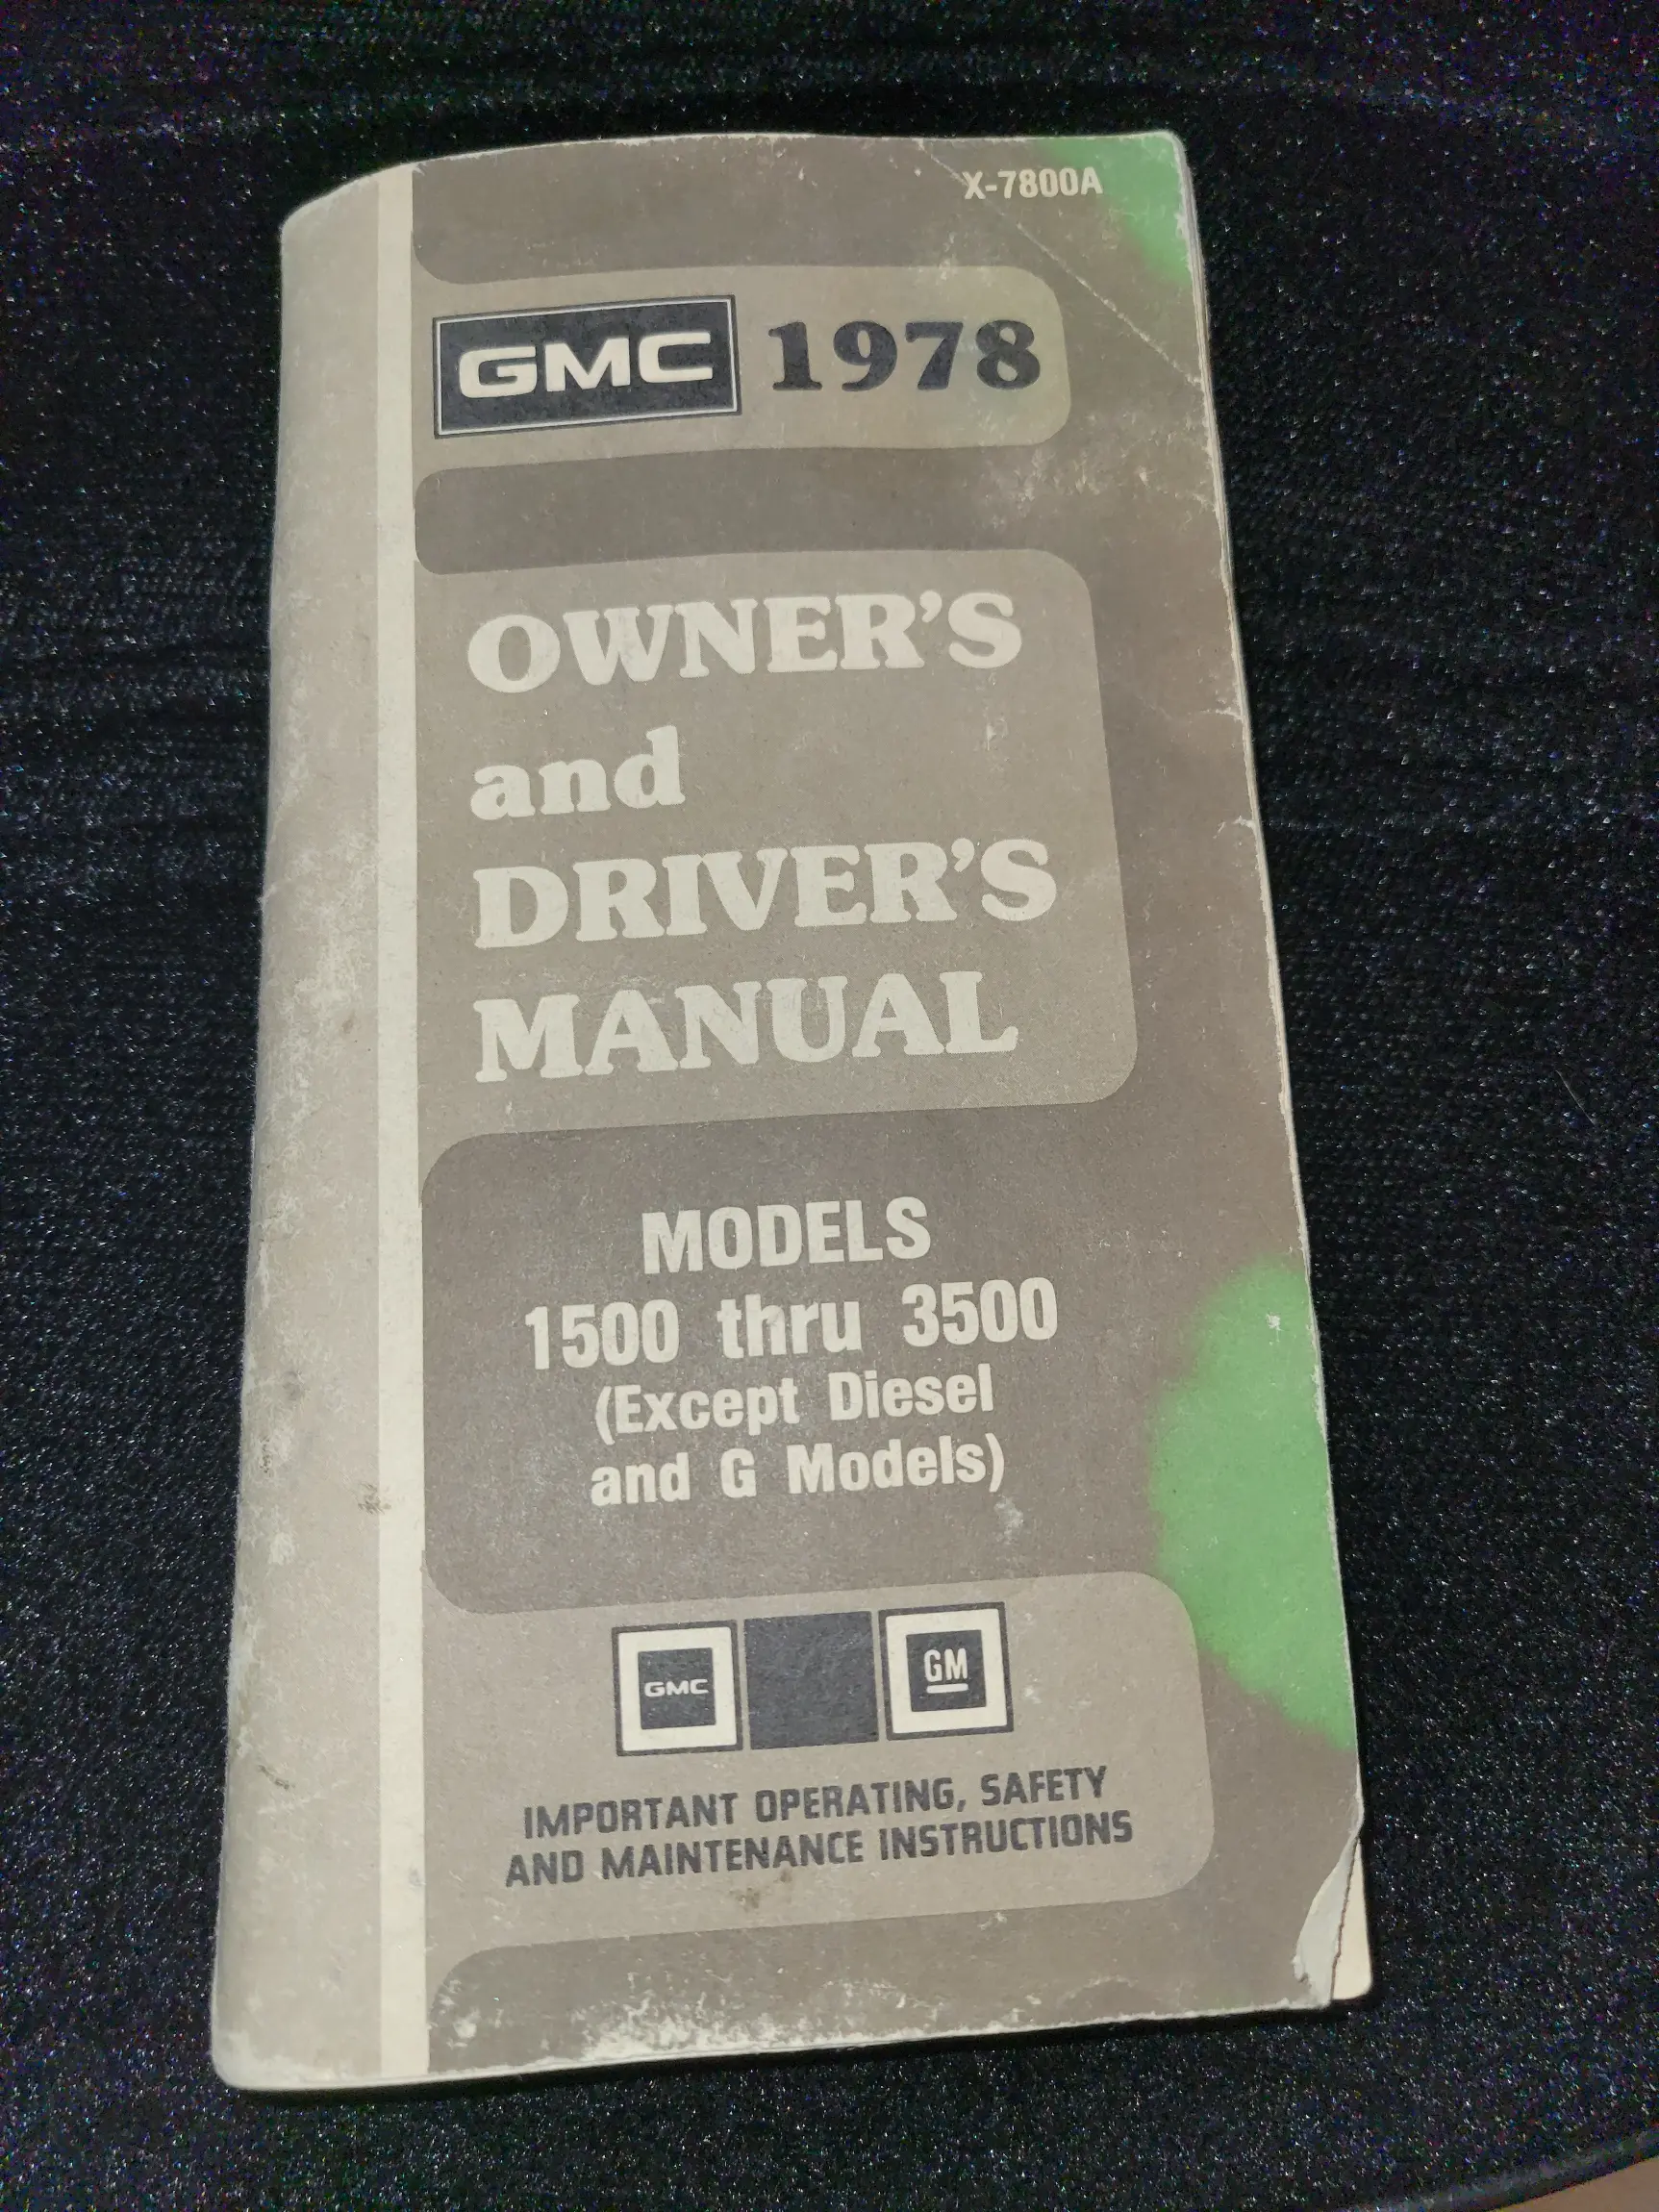 X-7800A
GMC 1978
OWNER'S
and
DRIVER'S
MANUAL
MODELS
1500 thru 3500
(Except Diesel
and G Models)
GMC GM
IMPORTANT OPERATING, SAFETY
AND MAINTENANCE INSTRUCTIONS